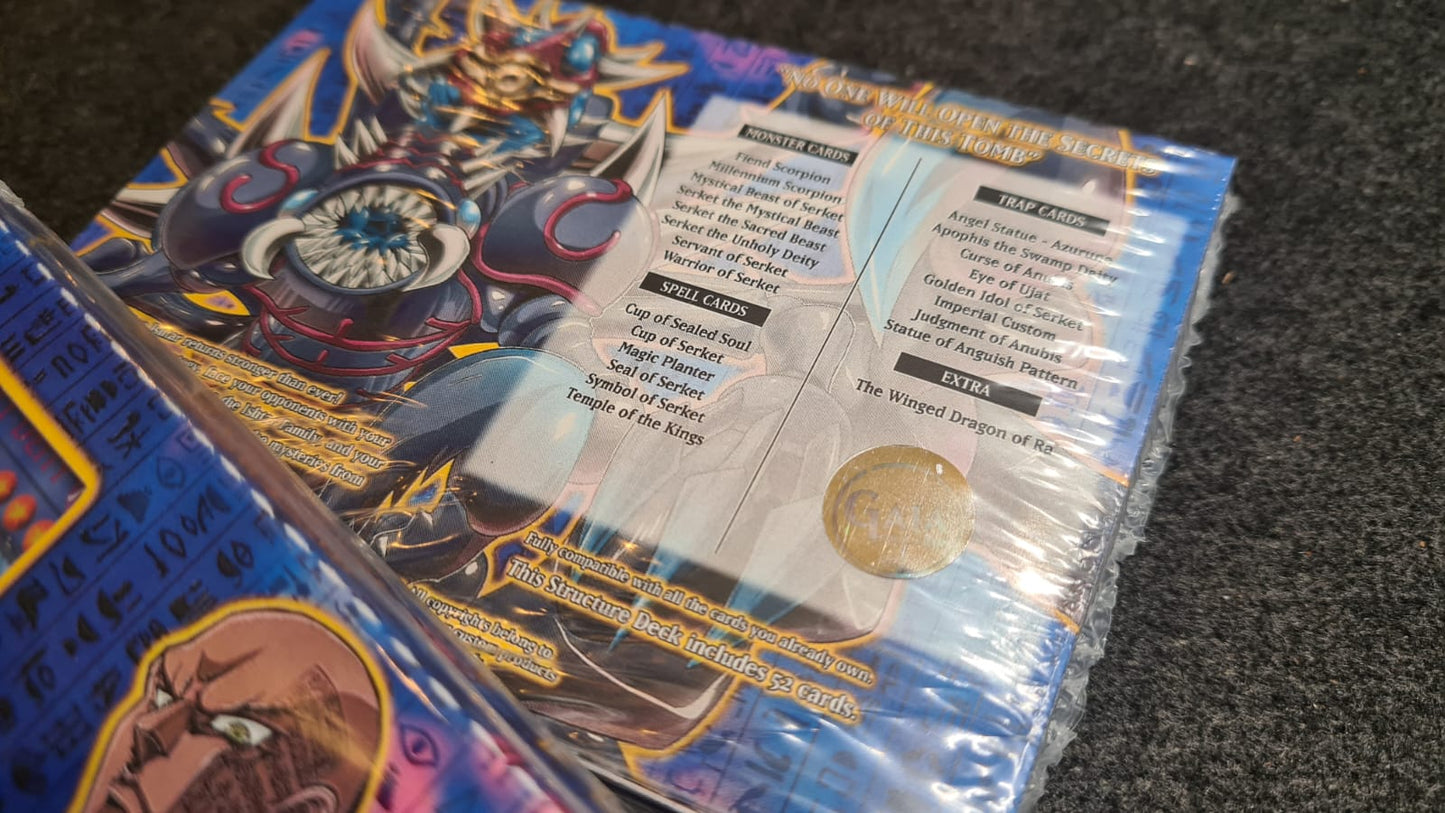 "No one will open the secrets
of this tomb"
MONSTER CARDS
Fiend Scorpion
Millennium Scorpion
Mystical Beast of Serket
Serket the Mystical Beast
Serket the Sacred Beast
Serket the Unholy Deity
Servant of Serket
Warrior of Serket
SPELL CARDS
Cup of Sealed Soul
Cup of Serket
Magic Planter
Seal of Serket
Symbol of Serket
Temple of the Kings
TRAP CARDS
Angel Statue - Azurune
Apophis the Swamp Deity
Curse of Anubis
Eye of Ujat
Golden Idol of Serket
Imperial Custom
Judgment of Anubis
Statue of Anguish Pattern
EXTRA
The Winged Dragon of Ra
GAIA
returns stronger than ever!
face your opponents with your
the Ishtar Family, and your
mysteries from
Fully compatible with all the cards you already own.
This Structure Deck includes 52 cards.
copyrights belong to
custom products